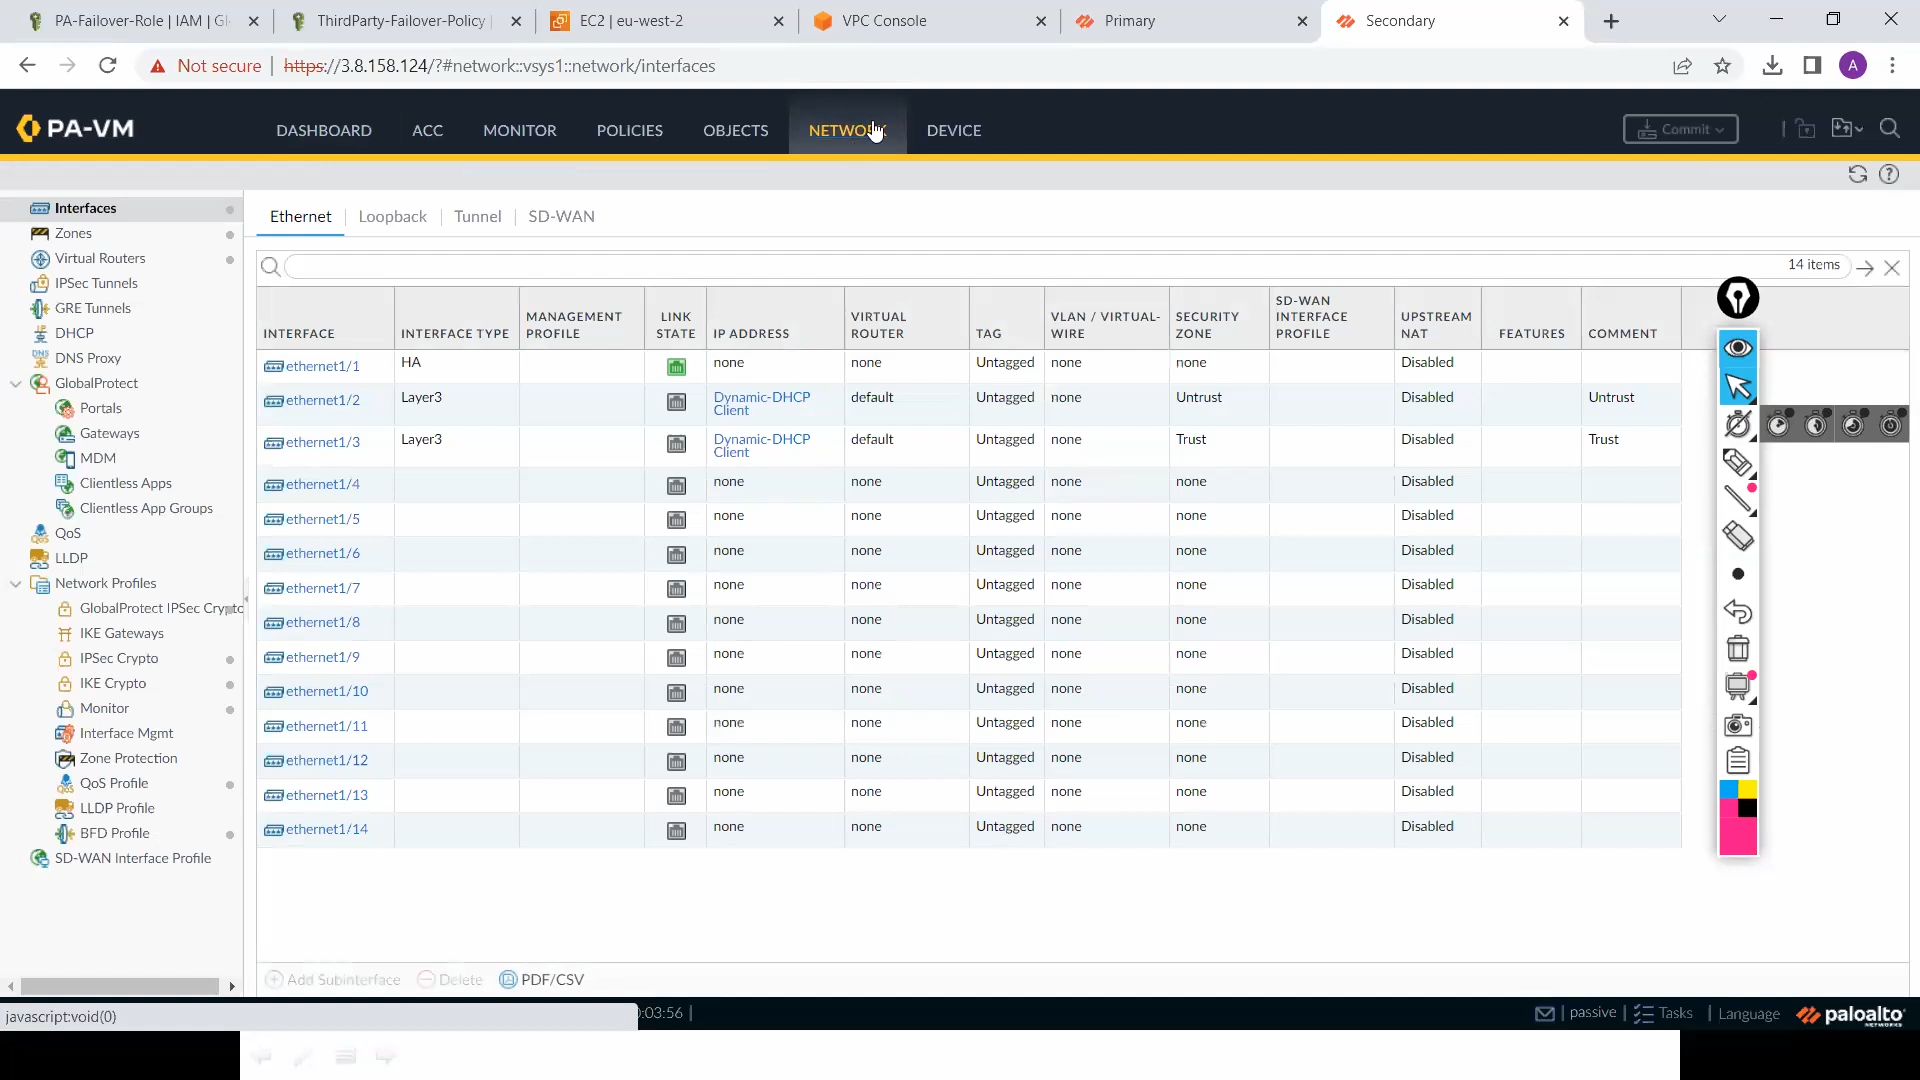 PA-Failover-Role | IAM | Gl
ThirdParty-Failover-Policy |
EC2 | eu-west-2
VPC Console
Primary
Secondary
Not secure | https://3.8.158.124/?#network::vsys1::network/interfaces
A
PA-VM
DASHBOARD ACC MONITOR POLICIES OBJECTS NETWORK DEVICE
Commit
Interfaces
Zones
Virtual Routers
IPSec Tunnels
GRE Tunnels
DHCP
DNS Proxy
GlobalProtect
Portals
Gateways
MDM
Clientless Apps
Clientless App Groups
QoS
LLDP
Network Profiles
GlobalProtect IPSec Crypto
IKE Gateways
IPSec Crypto
IKE Crypto
Monitor
Interface Mgmt
Zone Protection
QoS Profile
LLDP Profile
BFD Profile
SD-WAN Interface Profile
Ethernet | Loopback | Tunnel | SD-WAN
14 items
INTERFACE
INTERFACE TYPE
MANAGEMENT
PROFILE
LINK
STATE
IP ADDRESS
VIRTUAL
ROUTER
TAG
VLAN / VIRTUAL-
WIRE
SECURITY
ZONE
SD-WAN
INTERFACE
PROFILE
UPSTREAM
NAT
FEATURES
COMMENT
ethernet1/1 HA none none Untagged none none Disabled
ethernet1/2 Layer3 Dynamic-DHCP default Untagged none Untrust Disabled Untrust
Client
ethernet1/3 Layer3 Dynamic-DHCP default Untagged none Trust Disabled Trust
Client
ethernet1/4 none none Untagged none none Disabled
ethernet1/5 none none Untagged none none Disabled
ethernet1/6 none none Untagged none none Disabled
ethernet1/7 none none Untagged none none Disabled
ethernet1/8 none none Untagged none none Disabled
ethernet1/9 none none Untagged none none Disabled
ethernet1/10 none none Untagged none none Disabled
ethernet1/11 none none Untagged none none Disabled
ethernet1/12 none none Untagged none none Disabled
ethernet1/13 none none Untagged none none Disabled
ethernet1/14 none none Untagged none none Disabled
Add Subinterface Delete PDF/CSV
javascript:void(0)
0:03:56 |
| passive | Tasks | Language
paloalto
NETWORKS